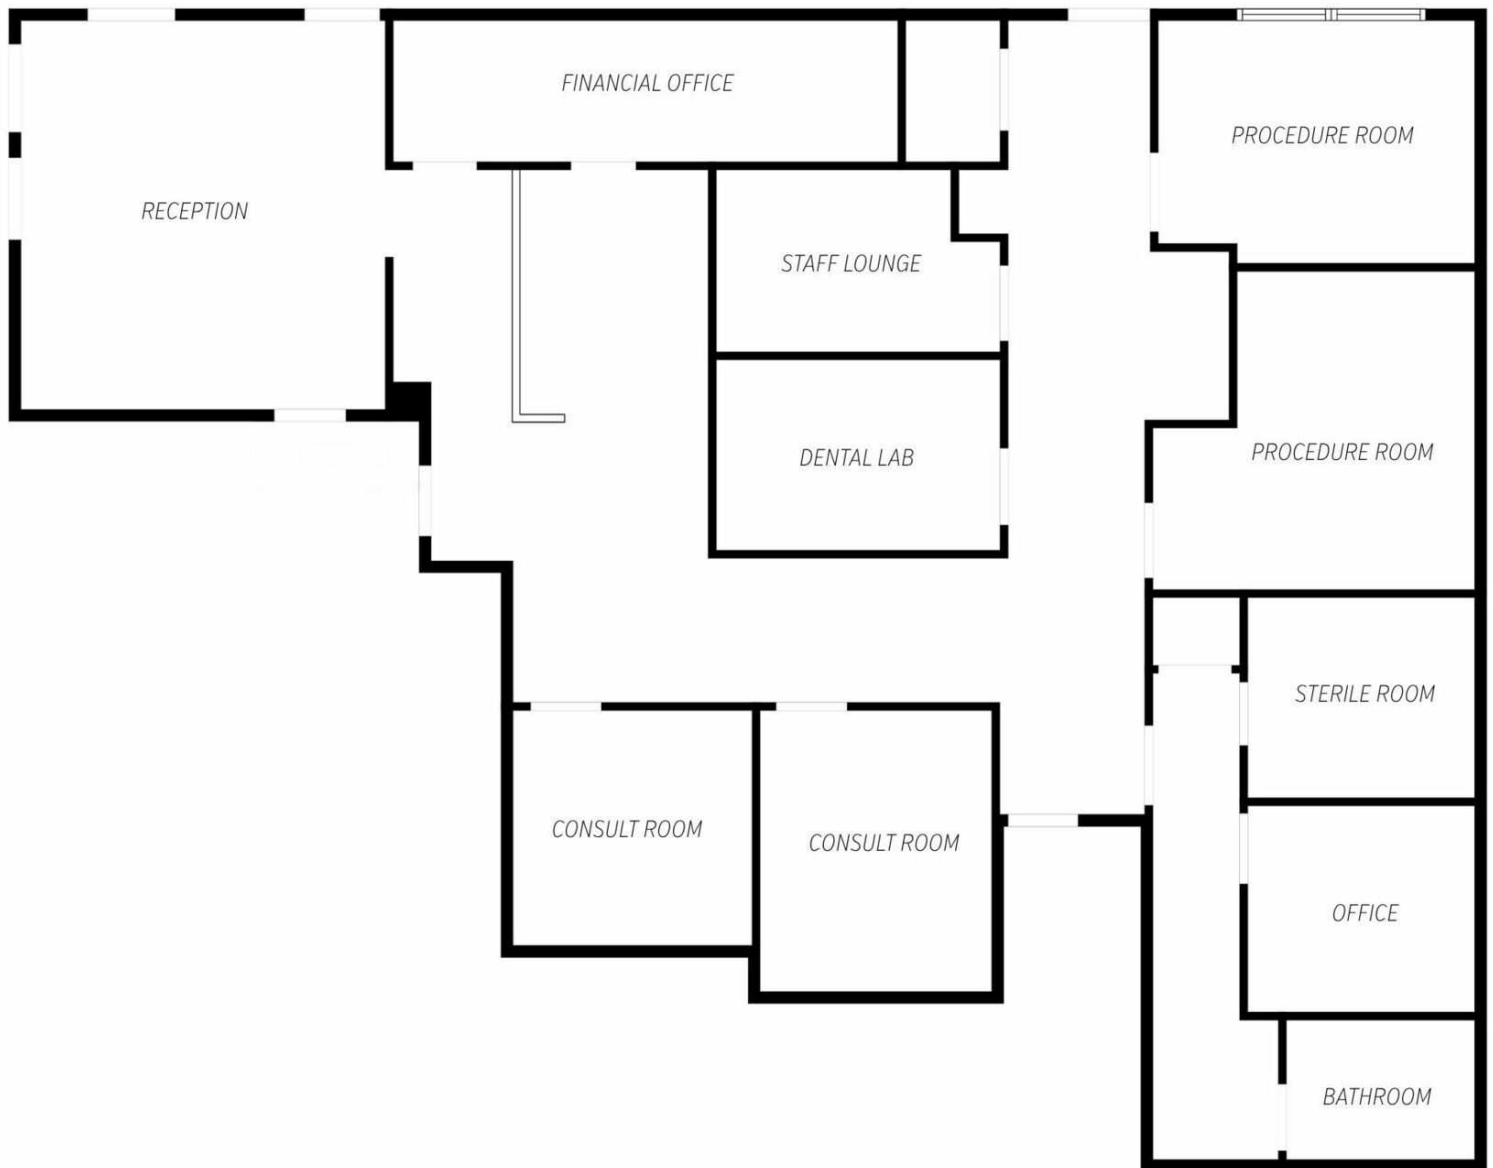 FINANCIAL OFFICE
PROCEDURE ROOM
RECEPTION
STAFF LOUNGE
DENTAL LAB
PROCEDURE ROOM
STERILE ROOM
CONSULT ROOM
CONSULT ROOM
OFFICE
BATHROOM